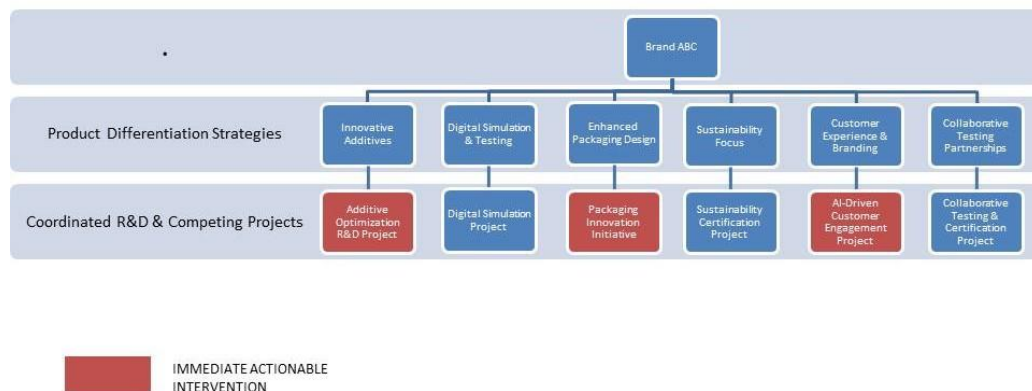 .
Brand ABC
Product Differentiation Strategies
Innovative
Additives
Digital Simulation
& Testing
Enhanced
Packaging Design
Sustainability
Focus
Customer
Experience &
Branding
Collaborative
Testing
Partnerships
Coordinated R&D & Competing Projects
Additive
Optimization
R&D Project
Digital Simulation
Project
Packaging
Innovation
Initiative
Sustainability
Certification
Project
AI-Driven
Customer
Engagement
Project
Collaborative
Testing &
Certification
Project
IMMEDIATE ACTIONABLE
INTERVENTION